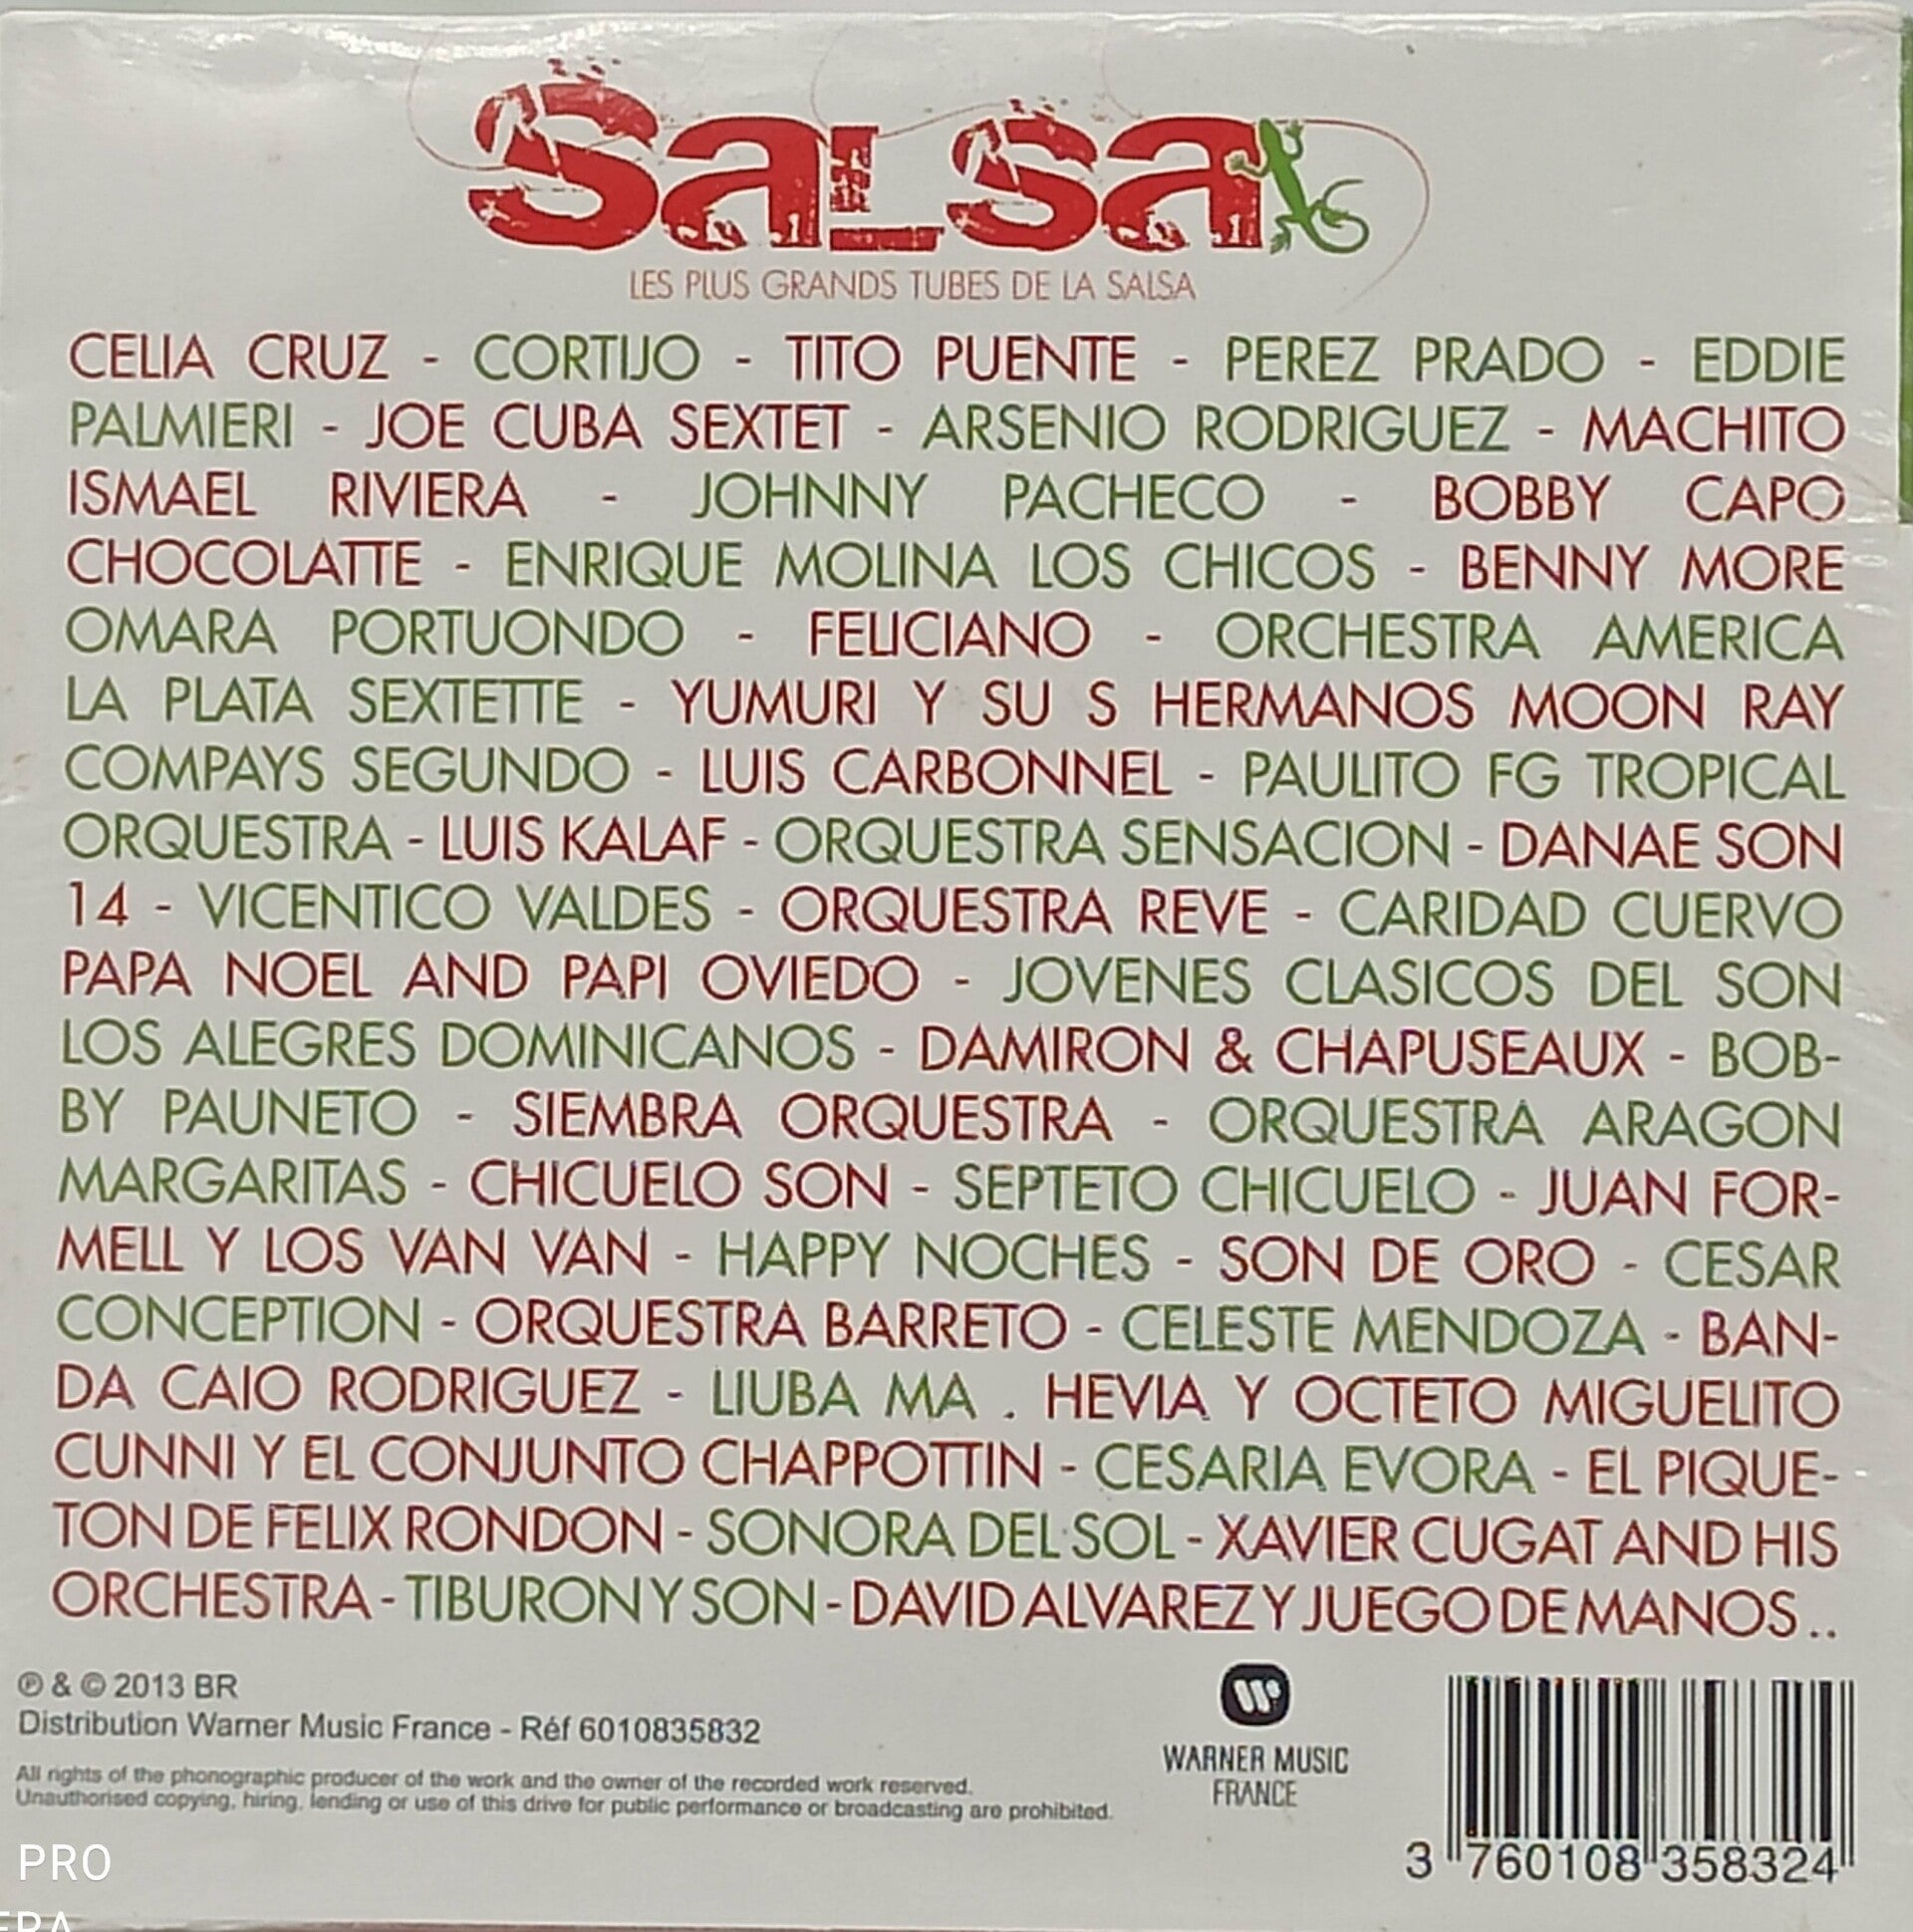 Salsa
LES PLUS GRANDS TUBES DE LA SALSA
CELIA CRUZ - CORTIJO - TITO PUENTE - PEREZ PRADO - EDDIE
PALMIERI - JOE CUBA SEXTET - ARSENIO RODRIGUEZ - MACHITO
ISMAEL RIVIERA - JOHNNY PACHECO - BOBBY CAPO
CHOCOLATTE - ENRIQUE MOLINA LOS CHICOS - BENNY MORE
OMARA PORTUONDO - FELICIANO - ORCHESTRA AMERICA
LA PLATA SEXTETTE - YUMURI Y SU S HERMANOS MOON RAY
COMPAYS SEGUNDO - LUIS CARBONNEL - PAULITO FG TROPICAL
ORQUESTRA - LUIS KALAF - ORQUESTRA SENSACION - DANAE SON
14 - VICENTICO VALDES - ORQUESTRA REVE - CARIDAD CUERVO
PAPA NOEL AND PAPI OVIEDO - JOVENES CLASICOS DEL SON
LOS ALEGRES DOMINICANOS - DAMIRON & CHAPUSEAUX - BOB-
BY PAUNETO - SIEMBRA ORQUESTRA - ORQUESTRA ARAGON
MARGARITAS - CHICUELO SON - SEPTETO CHICUELO - JUAN FOR-
MELL Y LOS VAN VAN - HAPPY NOCHES - SON DE ORO - CESAR
CONCEPTION - ORQUESTRA BARRETO - CELESTE MENDOZA - BAN-
DA CAIO RODRIGUEZ - LIUBA MA . HEVIA Y OCTETO MIGUELITO
CUNNI Y EL CONJUNTO CHAPPOTTIN - CESARIA EVORA - EL PIQUE-
TON DE FELIX RONDON - SONORA DEL SOL - XAVIER CUGAT AND HIS
ORCHESTRA - TIBURON Y SON - DAVID ALVAREZ Y JUEGO DE MANOS ..
℗ & © 2013 BR
Distribution Warner Music France - Réf 6010835832
All rights of the phonographic producer of the work and the owner of the recorded work reserved.
Unauthorised copying, hiring, lending or use of this drive for public performance or broadcasting are prohibited.
WARNER MUSIC
FRANCE
3 760108 358324
PRO